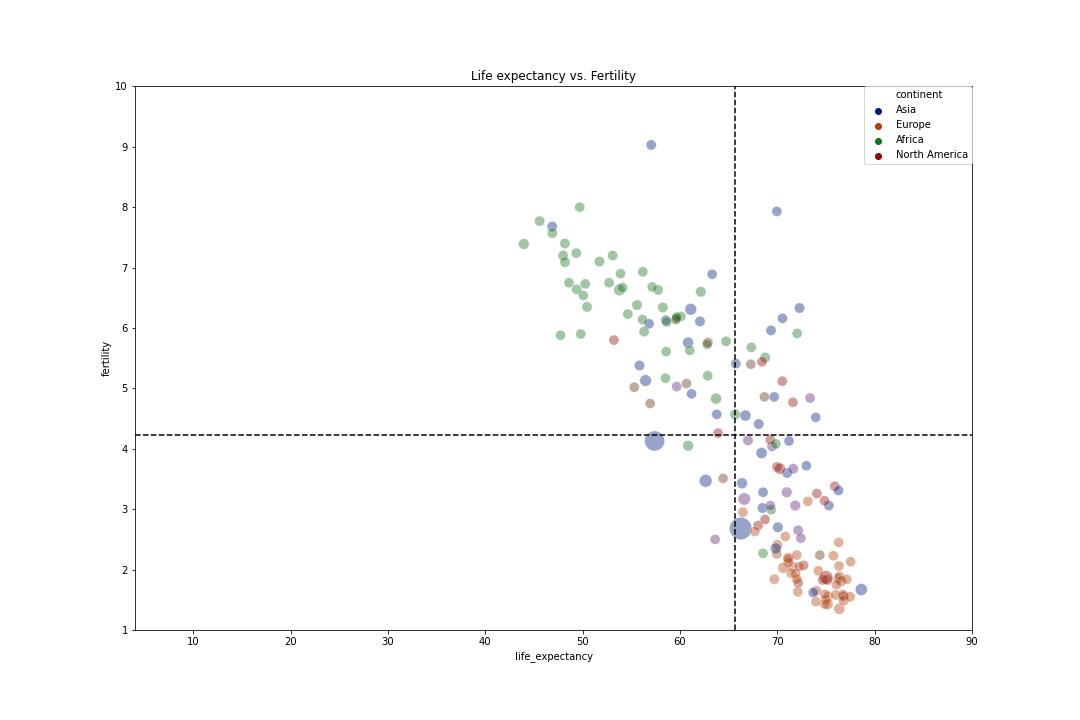 Life expectancy vs. Fertility
10
9
8
7
6
5
4
3
2
1
fertility
continent
Asia
Europe
Africa
North America
10 20 30 40 50 60 70 80 90
life_expectancy